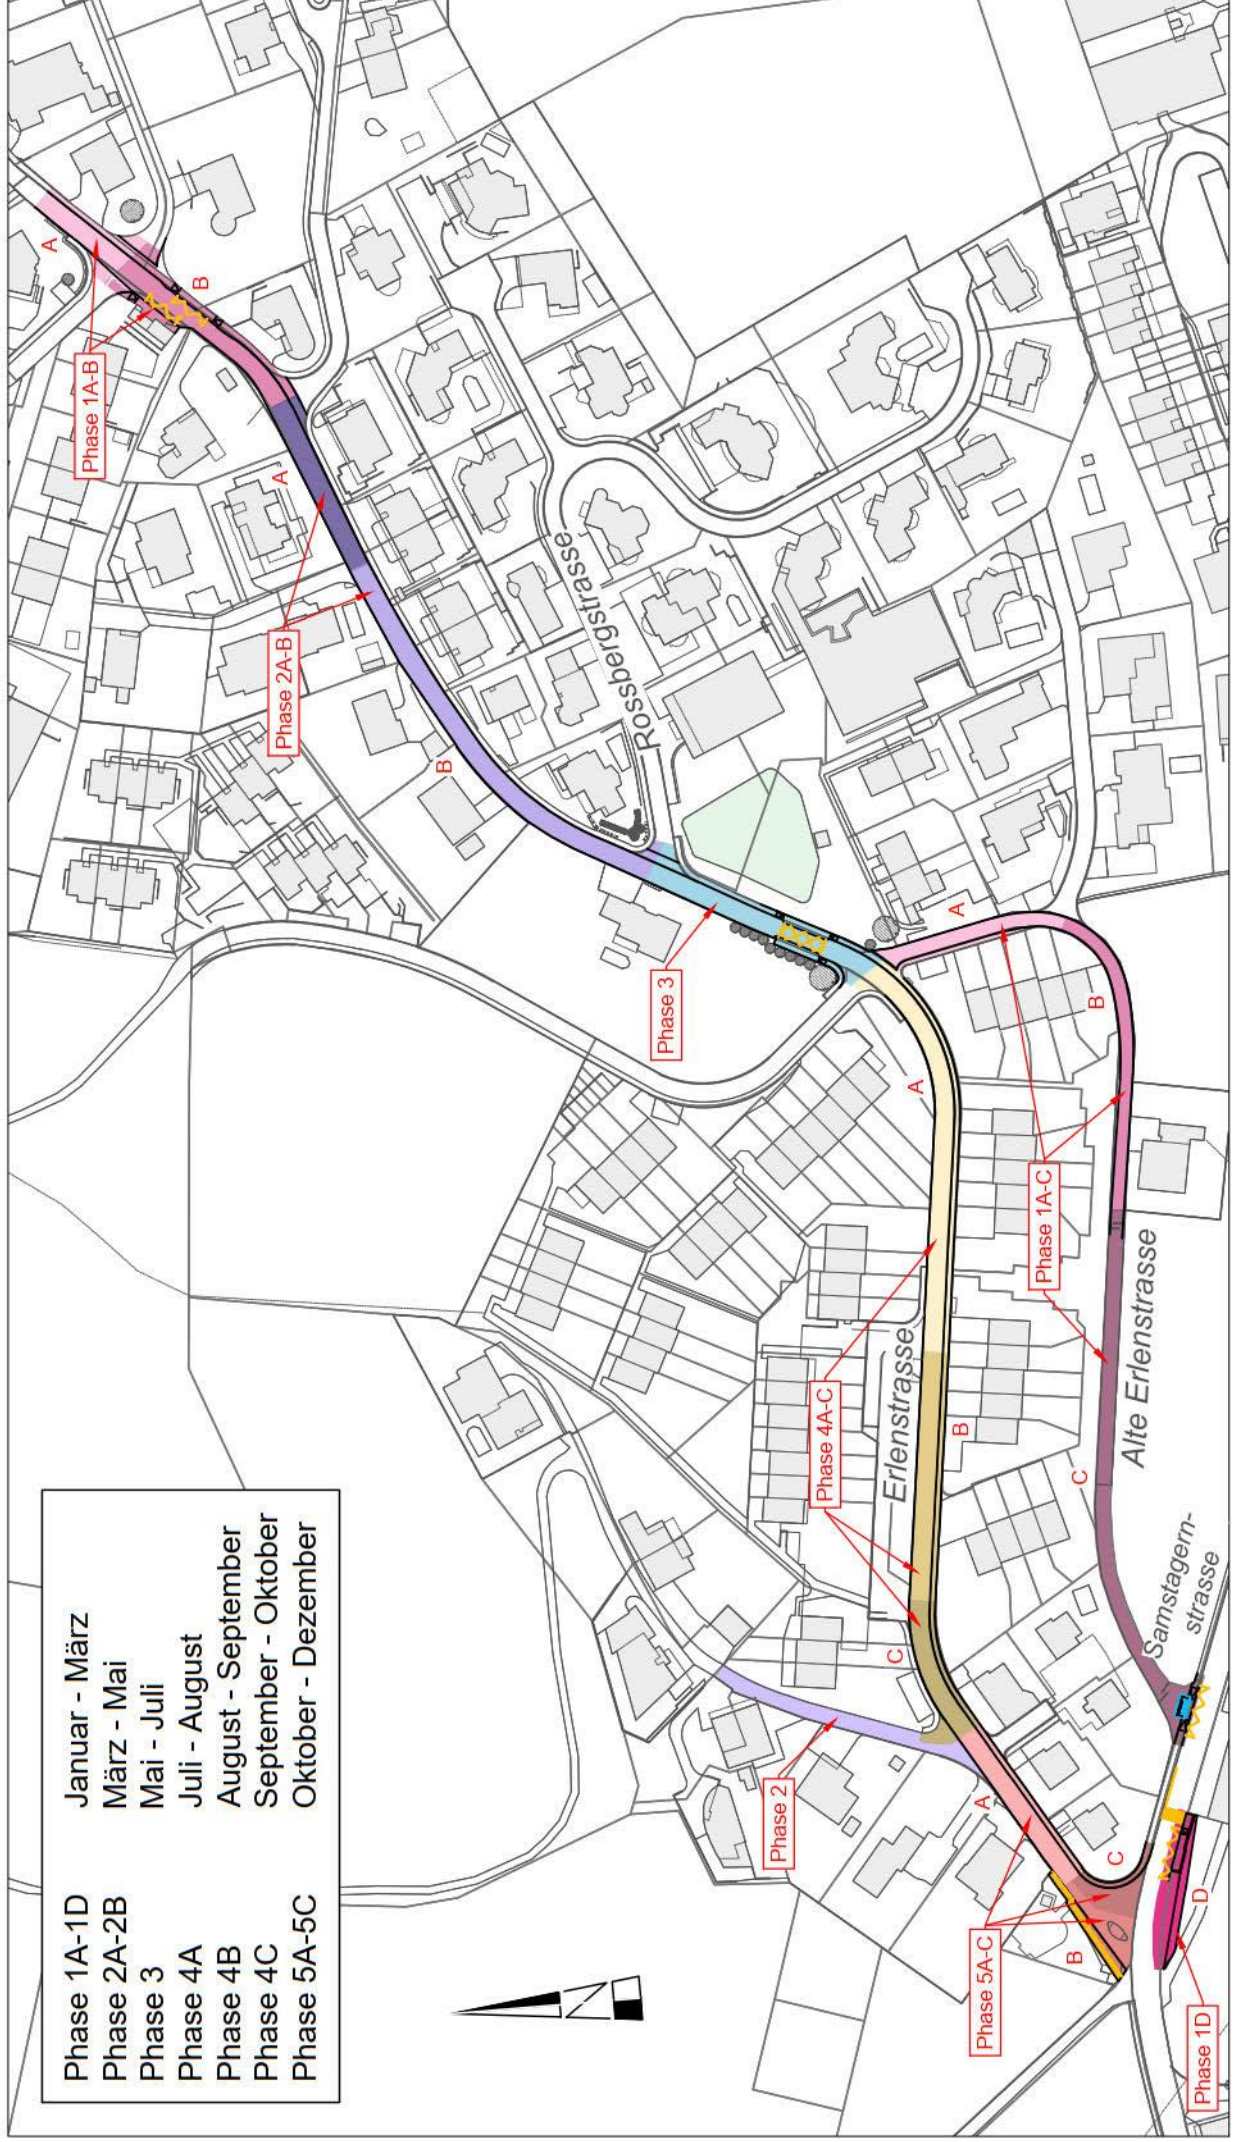 Phase 1A-1D Januar - März
Phase 2A-2B März - Mai
Phase 3 Mai - Juli
Phase 4A Juli - August
Phase 4B August - September
Phase 4C September - Oktober
Phase 5A-5C Oktober - Dezember
A
Phase 1A-B
B
A
Phase 2A-B
B
Rossbergstrasse
Phase 3
A
B
Phase 1A-C
C
Alte Erlenstrasse
A
Phase 4A-C
Erlenstrasse
B
C
Phase 2
A
Phase 5A-C
B
C
Samstagern-
strasse
D
Phase 1D
N